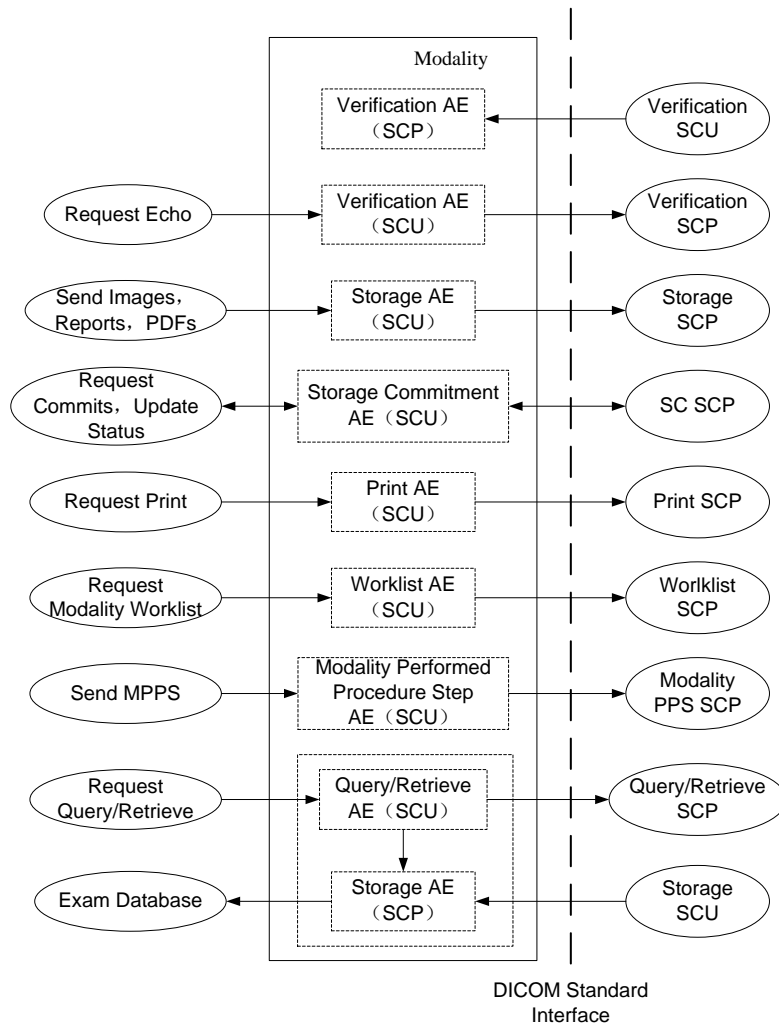 Modality
Verification AE
（SCP）
Verification
SCU
Request Echo
Verification AE
（SCU）
Verification
SCP
Send Images，
Reports，PDFs
Storage AE
（SCU）
Storage
SCP
Request
Commits，Update
Status
Storage Commitment
AE（SCU）
SC SCP
Request Print
Print AE
（SCU）
Print SCP
Request
Modality Worklist
Worklist AE
（SCU）
Worlklist
SCP
Send MPPS
Modality Performed
Procedure Step
AE（SCU）
Modality
PPS SCP
Request
Query/Retrieve
Query/Retrieve
AE（SCU）
Query/Retrieve
SCP
Exam Database
Storage AE
（SCP）
Storage
SCU
DICOM Standard
Interface